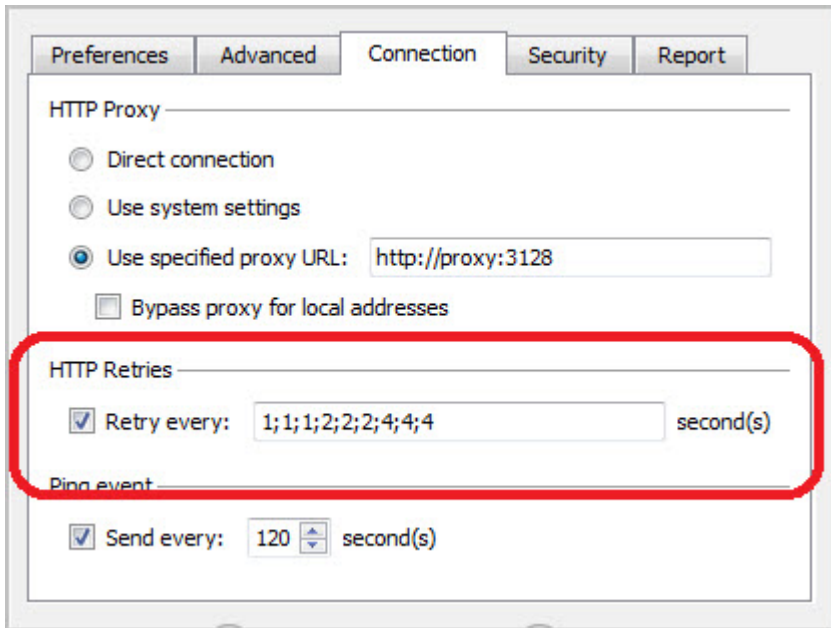 Preferences Advanced Connection Security Report
HTTP Proxy
Direct connection
Use system settings
Use specified proxy URL: http://proxy:3128
Bypass proxy for local addresses
HTTP Retries
Retry every: 1;1;1;2;2;2;4;4;4 second(s)
Ping event
Send every: 120 second(s)